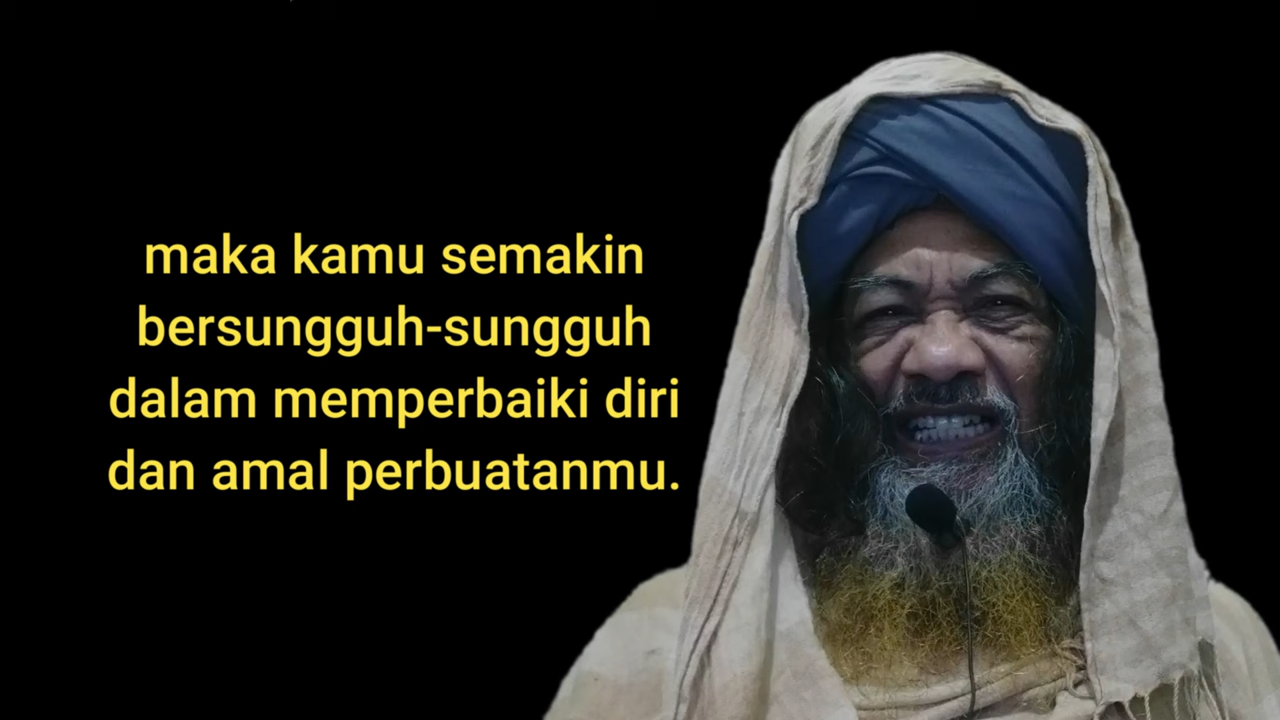 maka kamu semakin
bersungguh-sungguh
dalam memperbaiki diri
dan amal perbuatanmu.